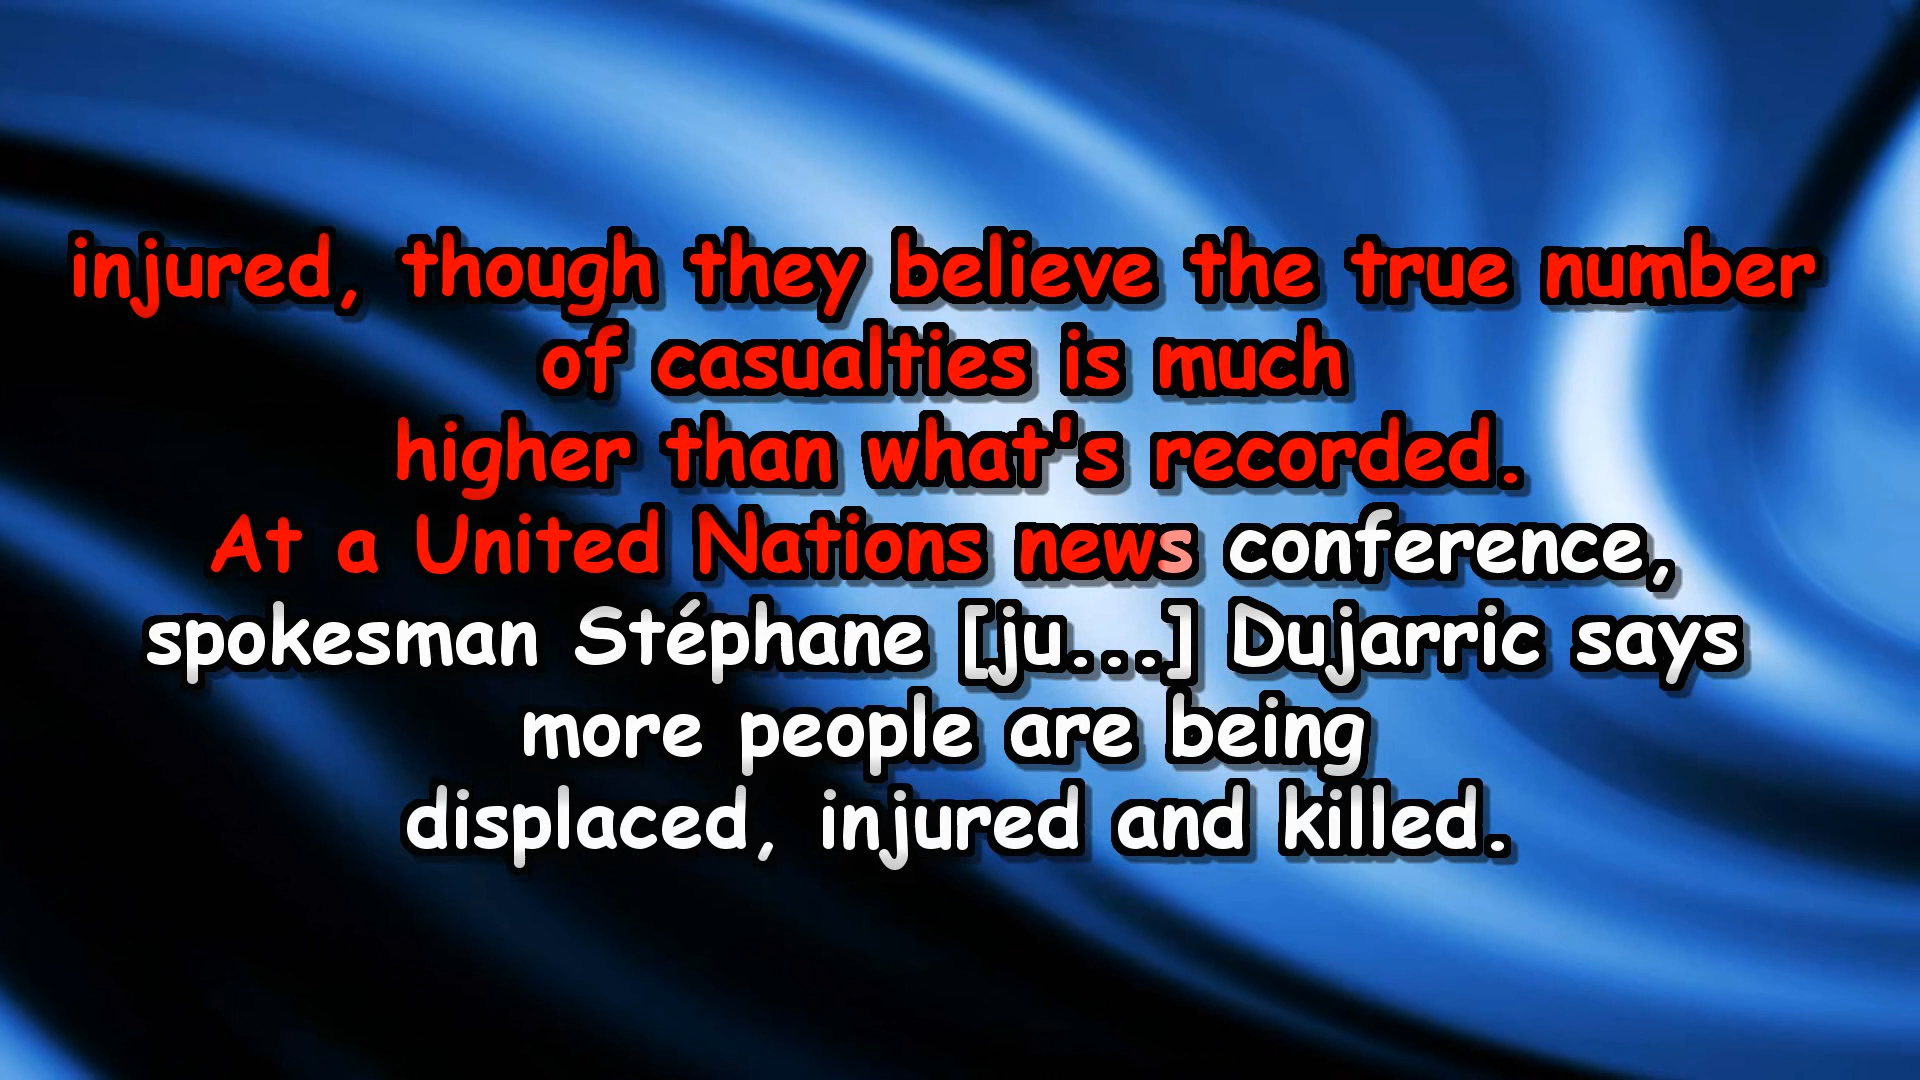 injured, though they believe the true number
of casualties is much
higher than what's recorded.
At a United Nations news conference,
spokesman Stéphane [ju...] Dujarric says
more people are being
displaced, injured and killed.